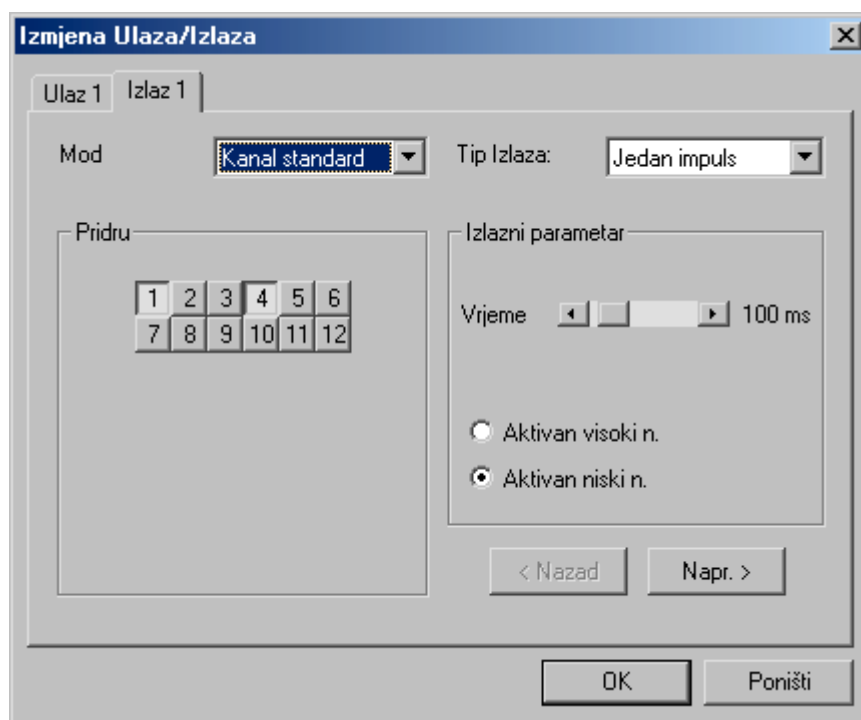 Izmjena Ulaza/Izlaza
Ulaz 1 Izlaz 1
Mod Kanal standard Tip Izlaza: Jedan impuls
Pridru
1 2 3 4 5 6
7 8 9 10 11 12
Izlazni parametar
Vrijeme 100 ms
Aktivan visoki n.
Aktivan niski n.
< Nazad Napr. >
OK Poništi